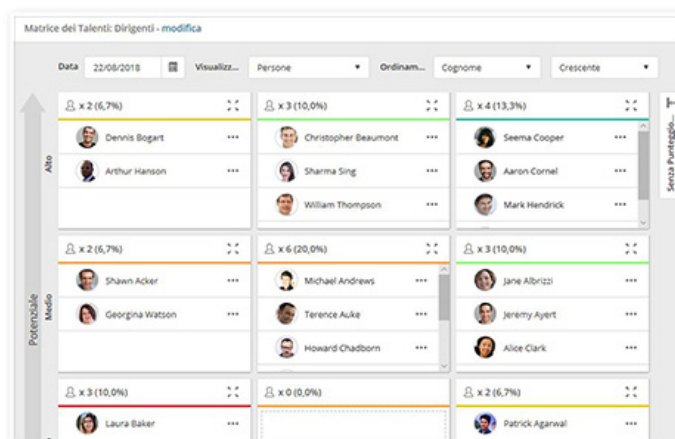 Matrice dei Talenti: Dirigenti - modifica
Data 22/08/2018 Visualizz... Persone Ordinam... Cognome Crescente
x 2 (6,7%) x 3 (10,0%) x 4 (13,3%)
Dennis Bogart Christopher Beaumont Seema Cooper
Arthur Hanson Sharma Sing Aaron Cornel
William Thompson Mark Hendrick
Alto
Senza Punteggio...
x 2 (6,7%) x 6 (20,0%) x 3 (10,0%)
Shawn Acker Michael Andrews Jane Albrizzi
Georgina Watson Terence Auke Jeremy Ayert
Howard Chadborn Alice Clark
Medio
Potenziale
x 3 (10,0%) x 0 (0,0%) x 2 (6,7%)
Laura Baker Patrick Agarwal